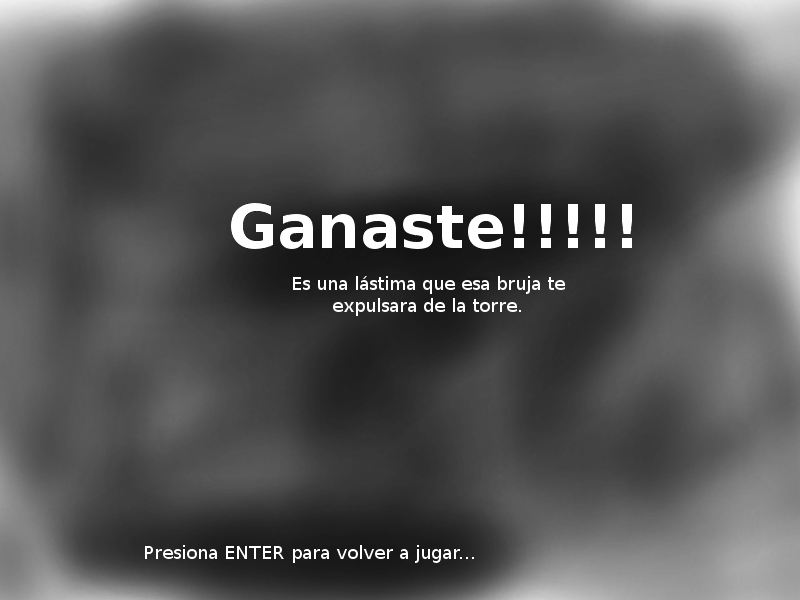 Ganaste!!!!!
Es una lástima que esa bruja te
expulsara de la torre.
Presiona ENTER para volver a jugar...